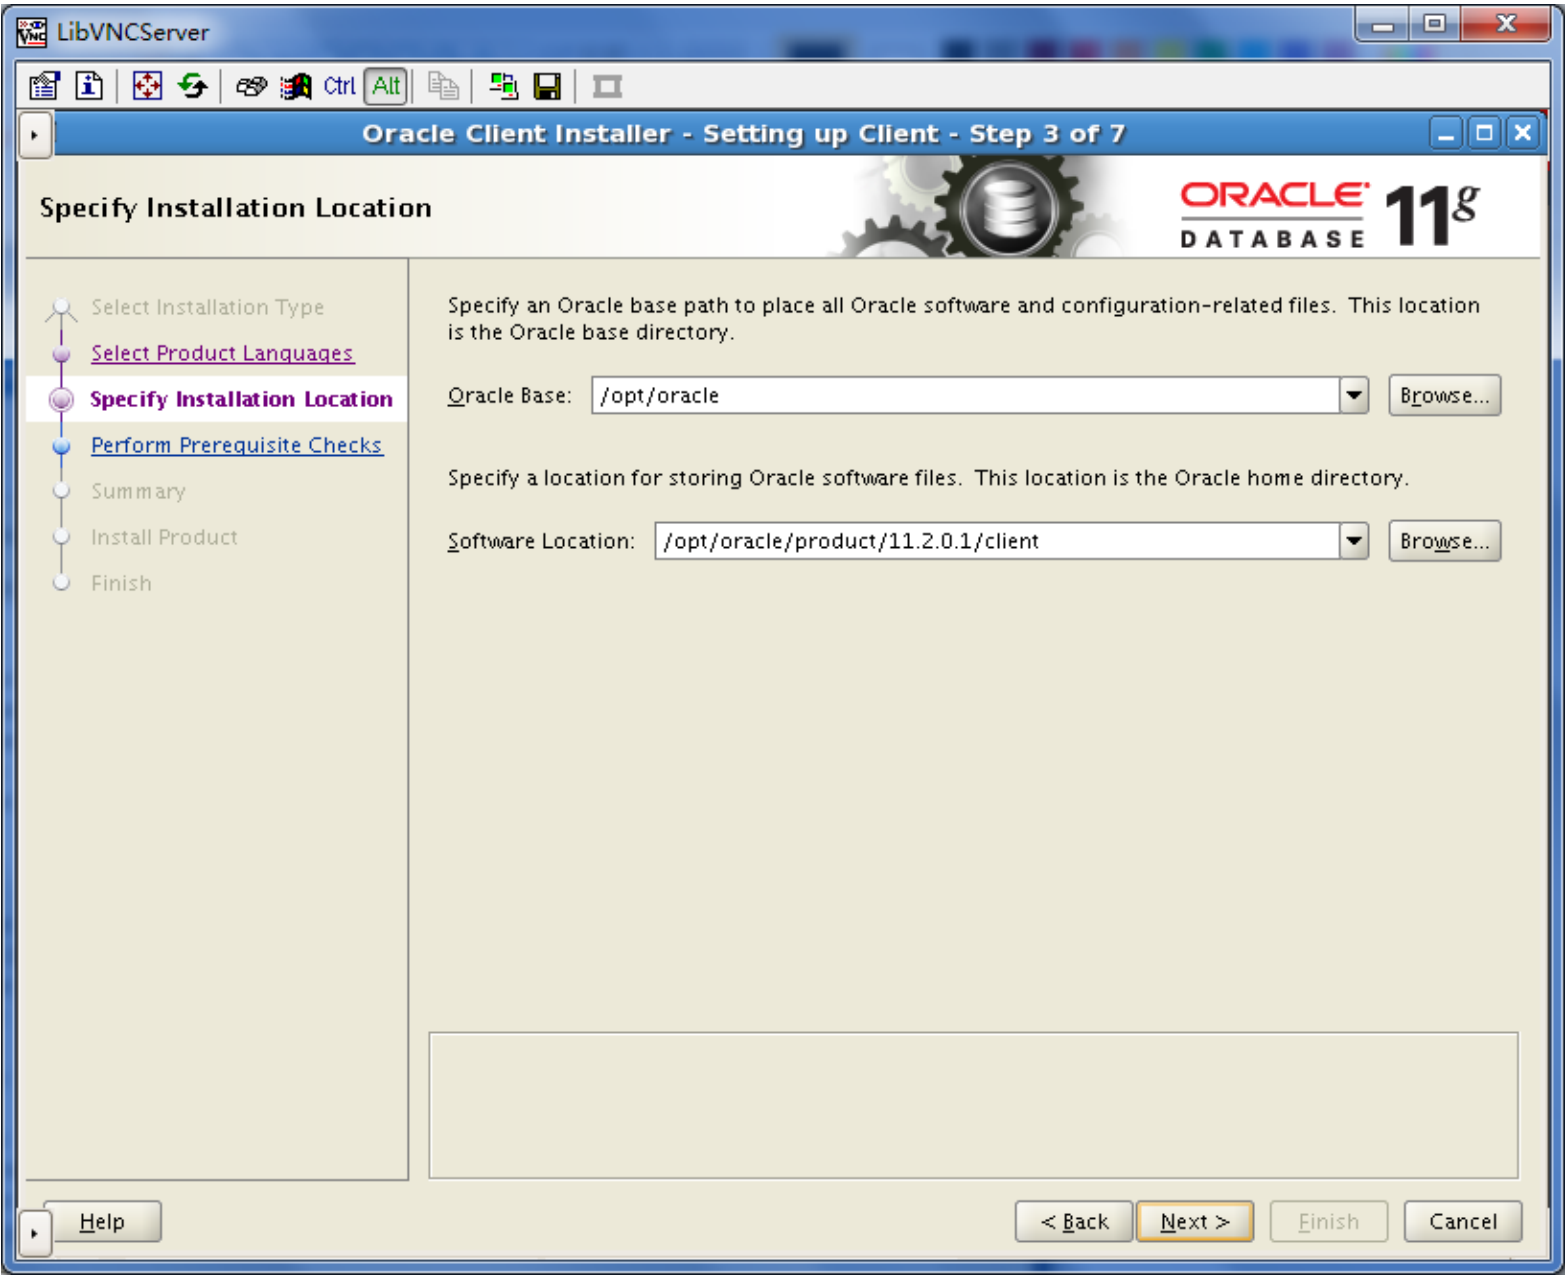 LibVNCServer
Ctrl Alt
Oracle Client Installer - Setting up Client - Step 3 of 7
Specify Installation Location
ORACLE
DATABASE
11g
Select Installation Type
Select Product Languages
Specify Installation Location
Perform Prerequisite Checks
Summary
Install Product
Finish
Specify an Oracle base path to place all Oracle software and configuration-related files. This location
is the Oracle base directory.
Oracle Base: /opt/oracle Browse...
Specify a location for storing Oracle software files. This location is the Oracle home directory.
Software Location: /opt/oracle/product/11.2.0.1/client Browse...
Help < Back Next > Finish Cancel